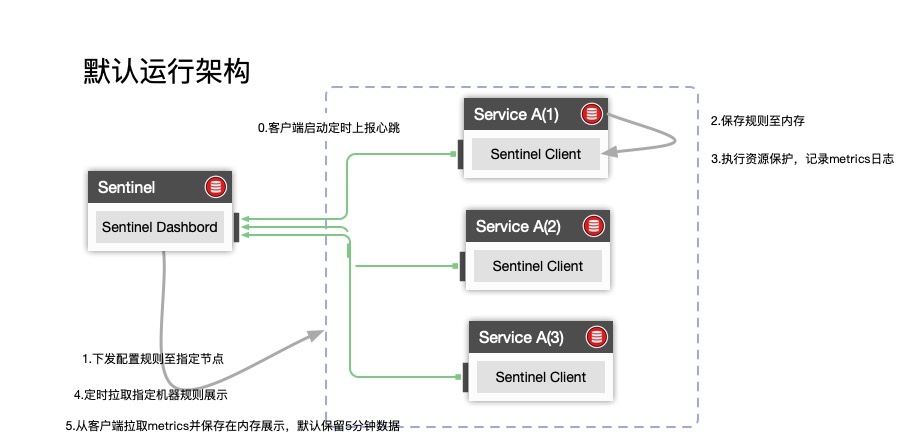 默认运行架构
0.客户端启动定时上报心跳
Service A(1)
Sentinel Client
2.保存规则至内存
3.执行资源保护，记录metrics日志
Sentinel
Sentinel Dashbord
Service A(2)
Sentinel Client
Service A(3)
Sentinel Client
1.下发配置规则至指定节点
4.定时拉取指定机器规则展示
5.从客户端拉取metrics并保存在内存展示，默认保留5分钟数据